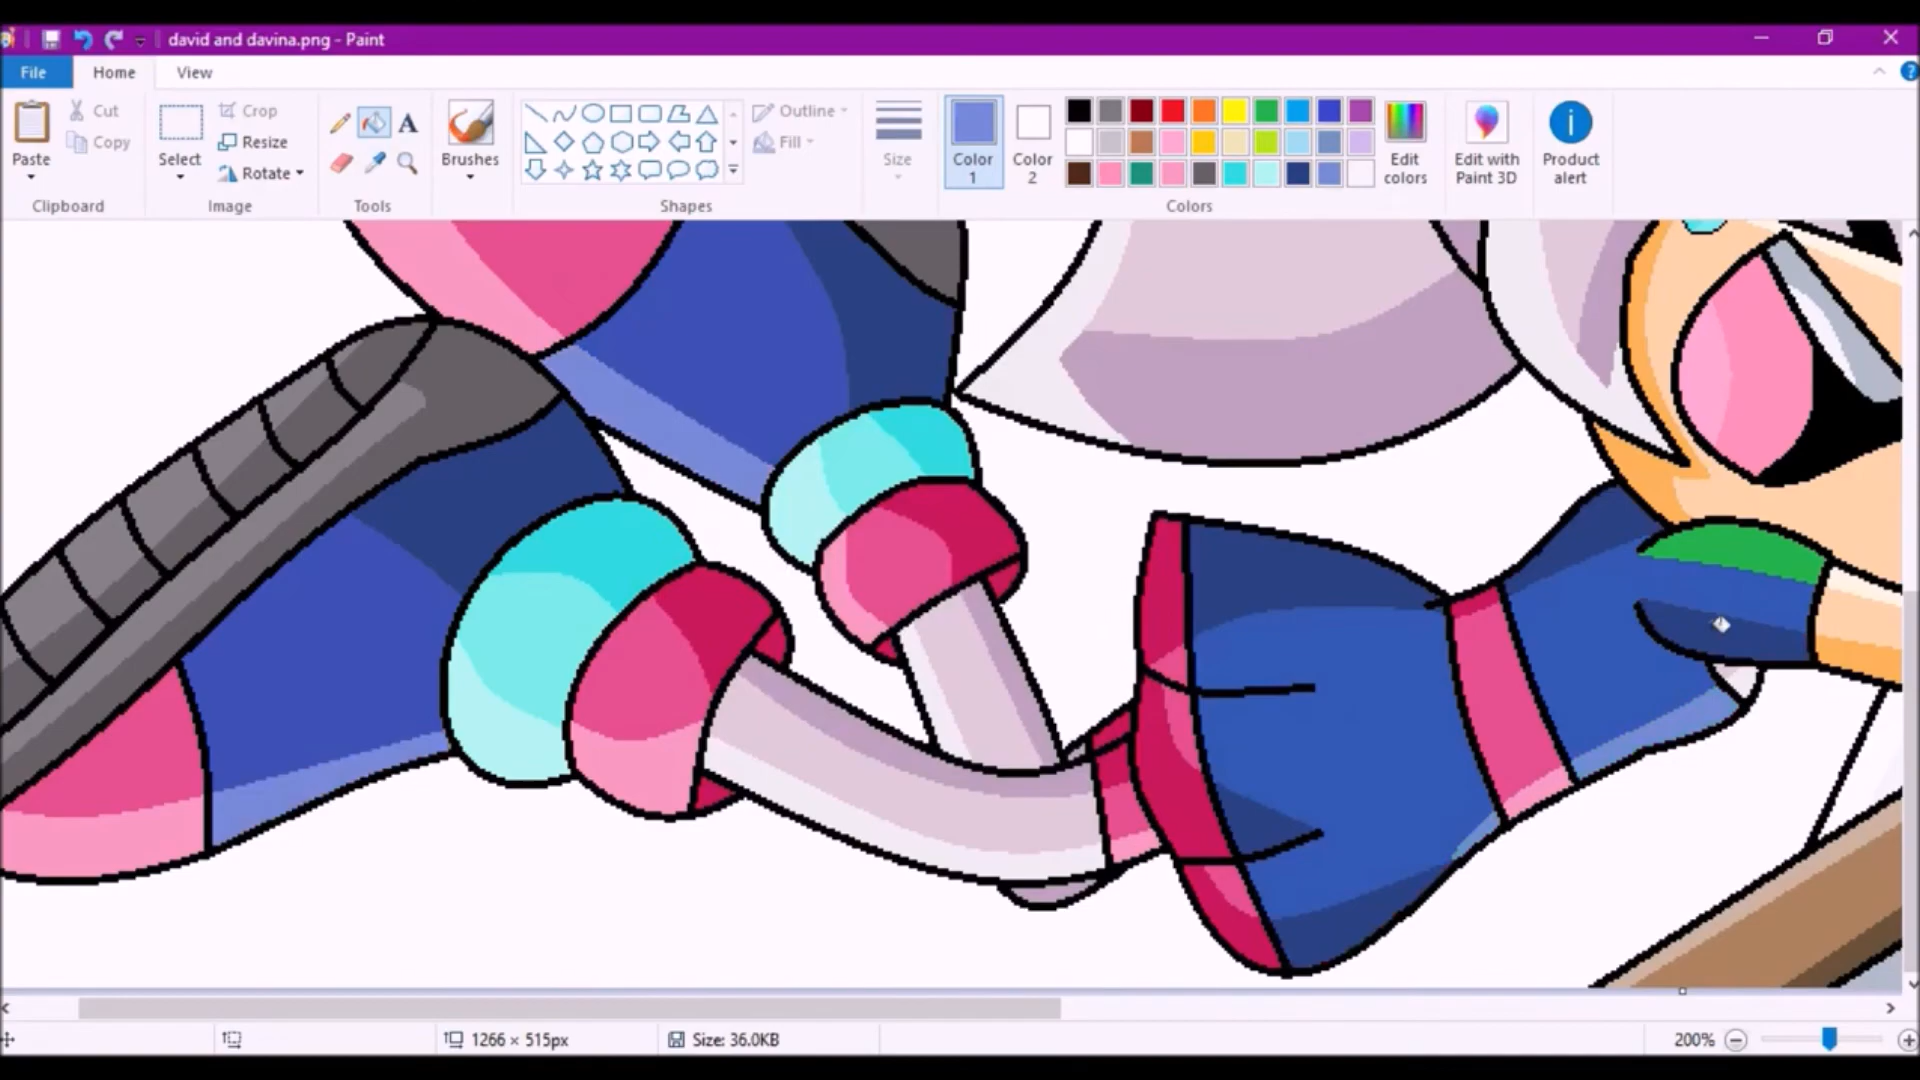 david and davina.png - Paint
File Home View
Paste
Cut
Copy
Clipboard
Select
Crop
Resize
Rotate
Image
A
Tools
Brushes
Shapes
Outline
Fill
Size
Color
1
Color
2
Colors
Edit
colors
Edit with
Paint 3D
Product
alert
1266 × 515px
Size: 36.0KB
200%